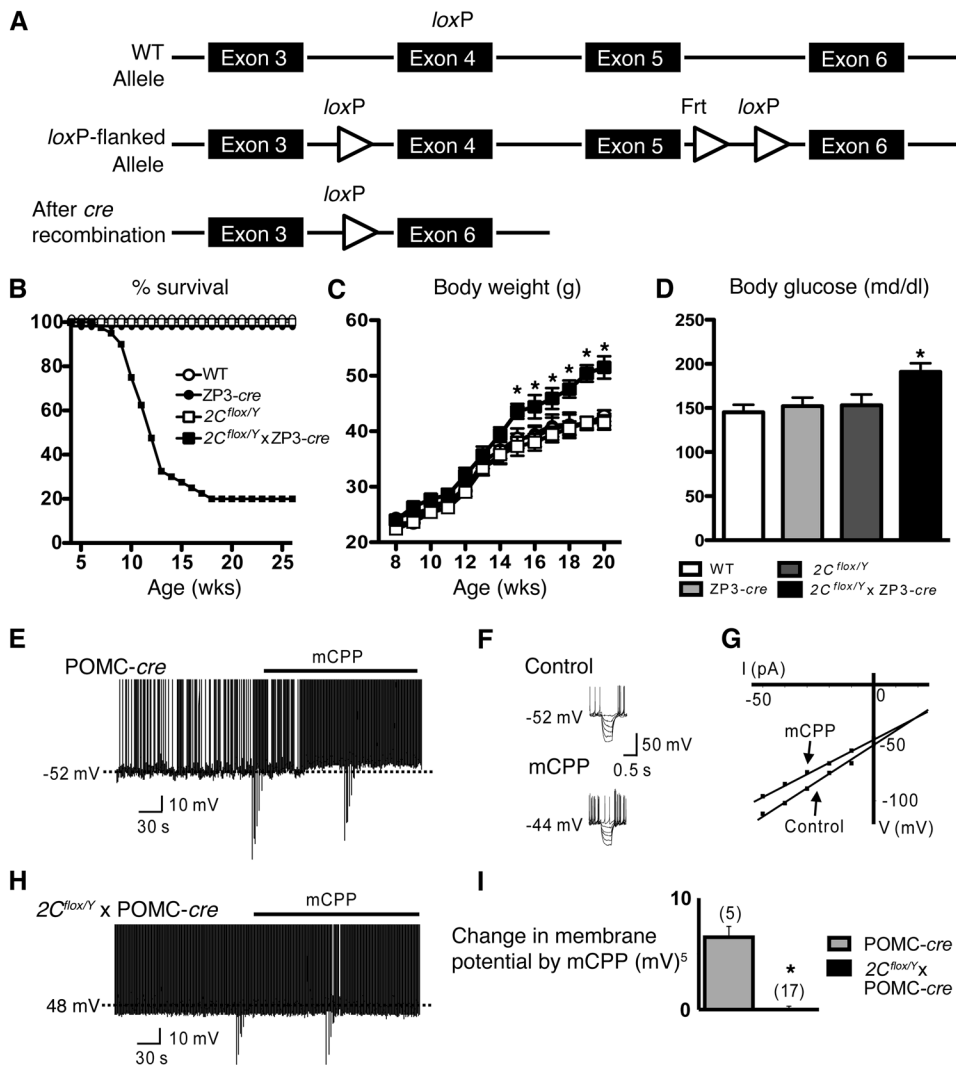 A
loxP
WT
Allele
Exon 3
Exon 4
Exon 5
Exon 6
loxP
Frt
loxP
loxP-flanked
Allele
Exon 3
Exon 4
Exon 5
Exon 6
loxP
After cre
recombination
Exon 3
Exon 6
B
% survival
100
80
60
40
20
0
5
10
15
20
25
Age (wks)
WT
ZP3-cre
2C^flox/Y
2C^flox/Y x ZP3-cre
C
Body weight (g)
60
50
40
30
20
8
10
12
14
16
18
20
Age (wks)
* * * * * *
D
Body glucose (md/dl)
250
200
150
100
50
0
*
WT
ZP3-cre
2C^flox/Y
2C^flox/Y x ZP3-cre
E
POMC-cre
mCPP
-52 mV
10 mV
30 s
F
Control
-52 mV
50 mV
0.5 s
mCPP
-44 mV
G
I (pA)
-50
0
mCPP
-50
Control
-100
V (mV)
H
2C^flox/Y x POMC-cre
mCPP
48 mV
10 mV
30 s
I
Change in membrane
potential by mCPP (mV)⁵
10
0
(5)
*
(17)
POMC-cre
2C^flox/Y x
POMC-cre